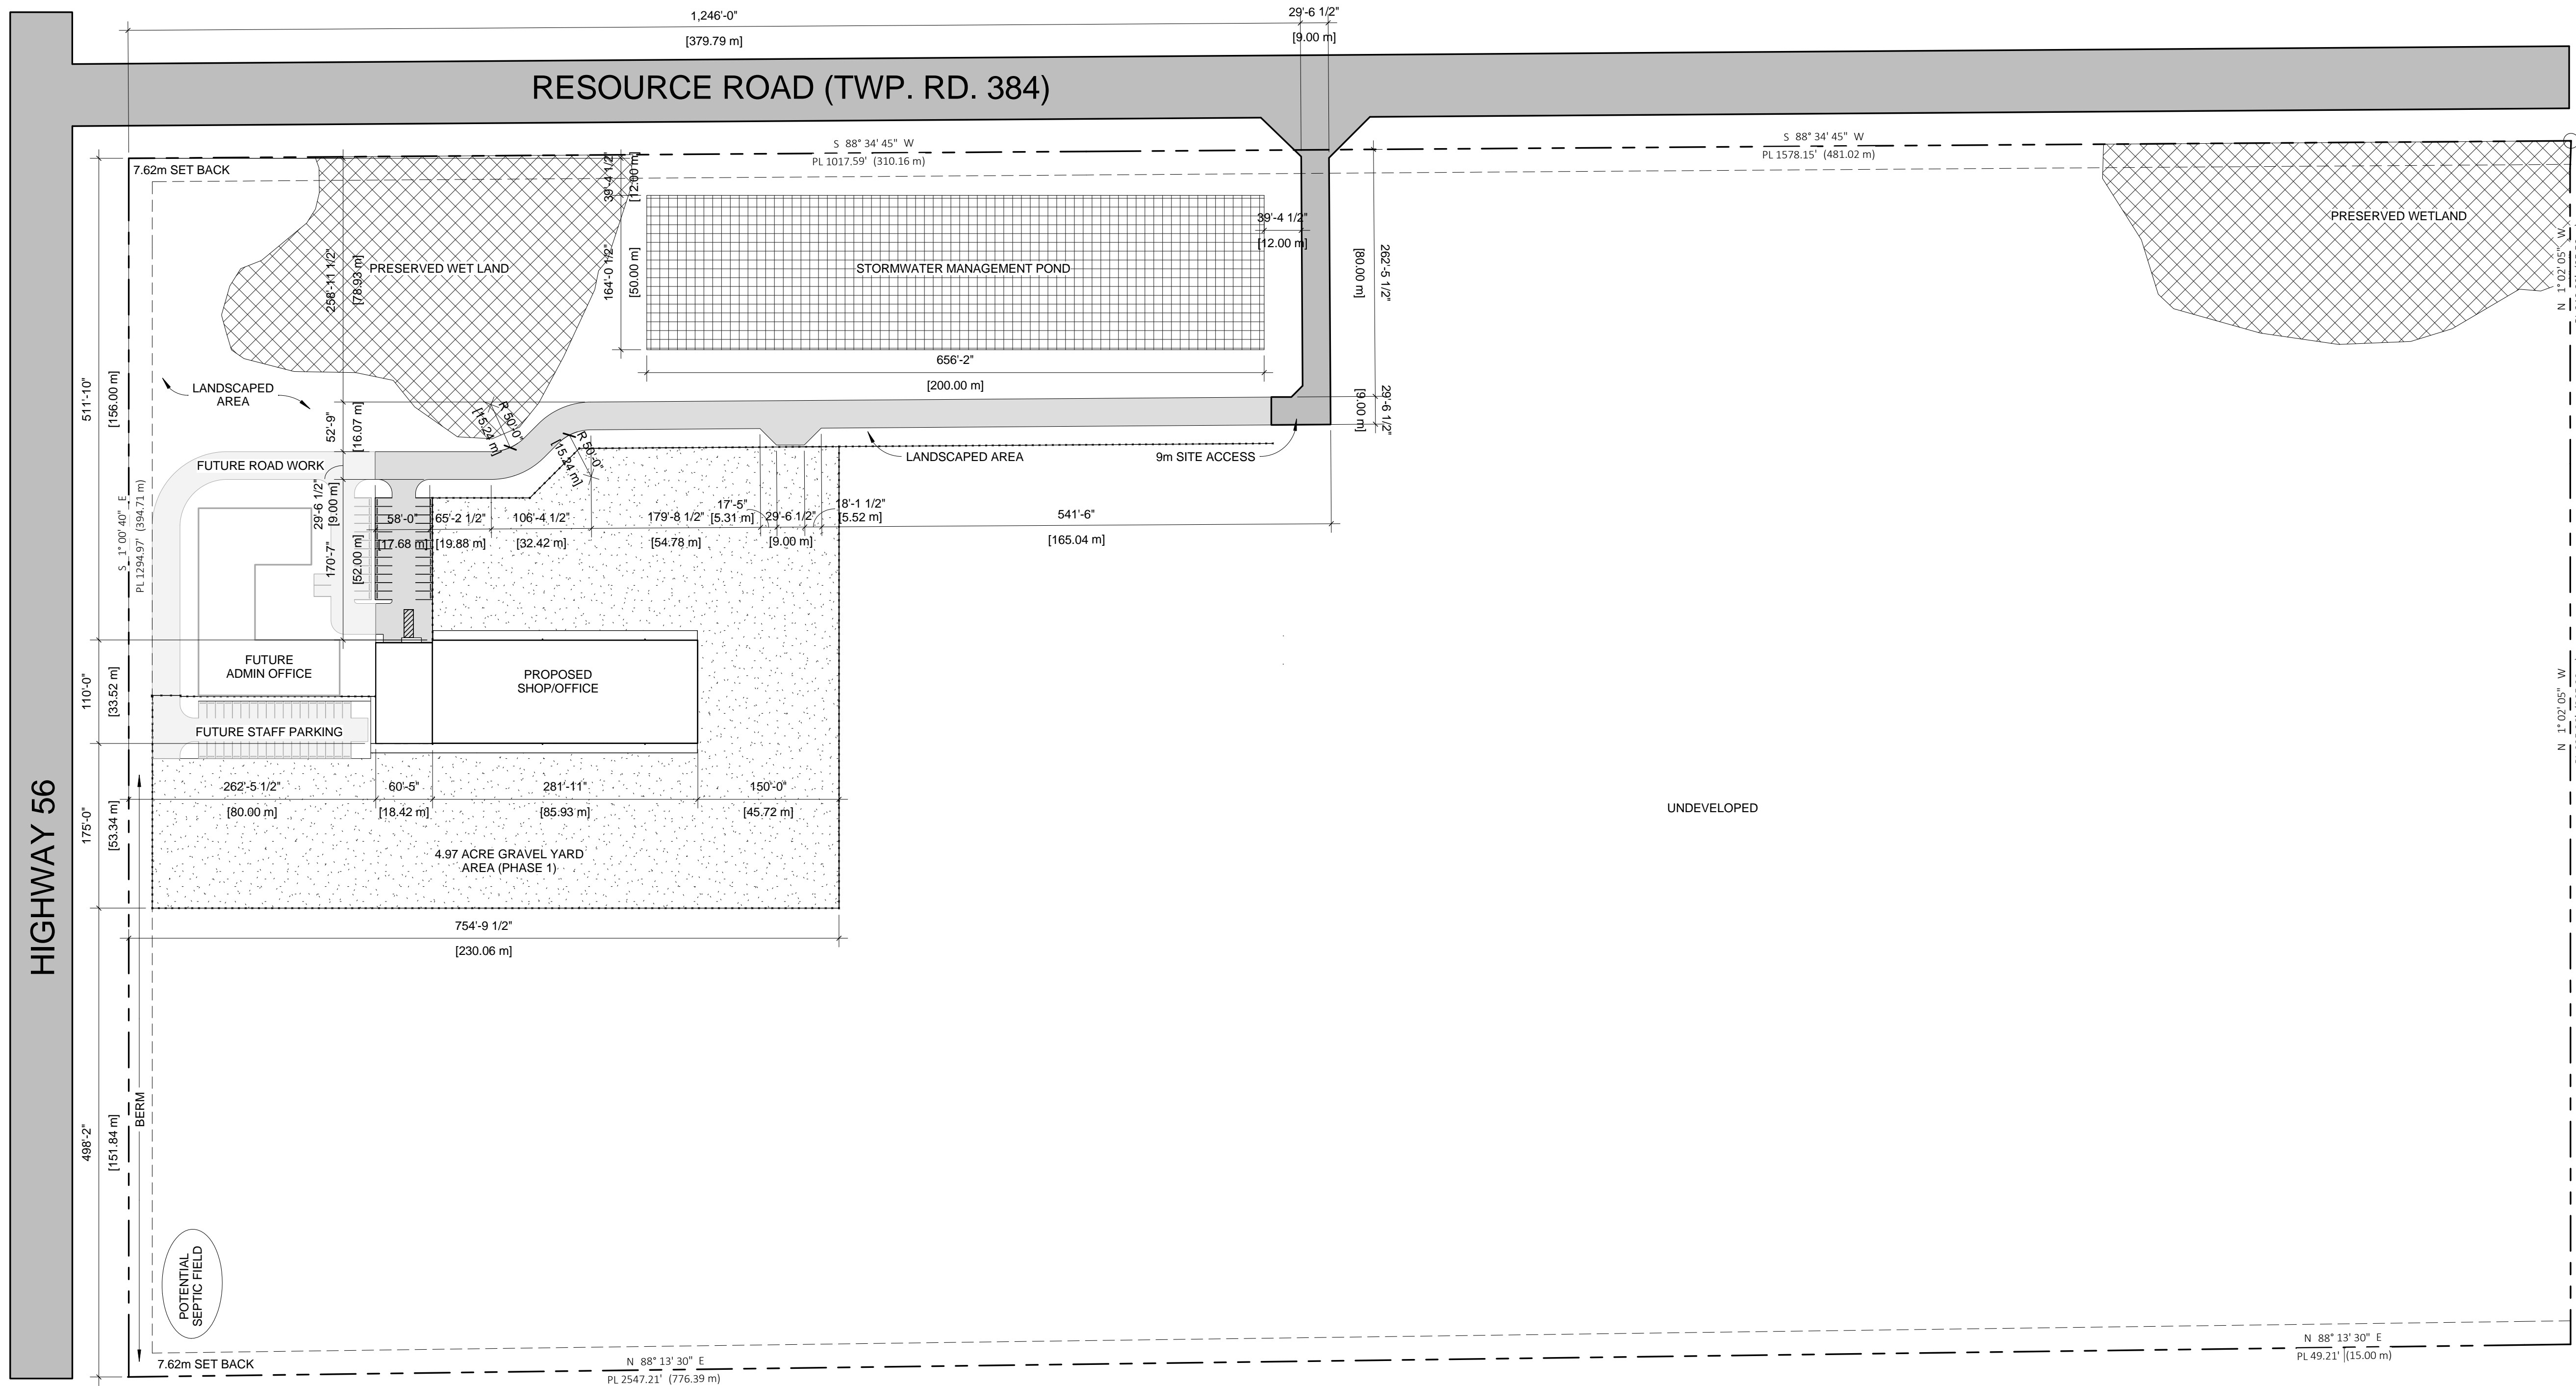 1,246'-0"
[379.79 m]
29'-6 1/2"
[9.00 m]
RESOURCE ROAD (TWP. RD. 384)
S 88° 34' 45" W
PL 1017.59' (310.16 m)
S 88° 34' 45" W
PL 1578.15' (481.02 m)
7.62m SET BACK
39'-4 1/2"
[12.00 m]
PRESERVED WET LAND
258'-11 1/2"
[78.93 m]
164'-0 1/2"
[50.00 m]
STORMWATER MANAGEMENT POND
39'-4 1/2"
[12.00 m]
262'-5 1/2"
[80.00 m]
PRESERVED WETLAND
N 1° 02' 05" W
656'-2"
[200.00 m]
LANDSCAPED
AREA
511'-10"
[156.00 m]
52'-9"
[16.07 m]
R 50'-0"
[15.24 m]
R 50'-0"
[15.24 m]
29'-6 1/2"
[9.00 m]
LANDSCAPED AREA
9m SITE ACCESS
FUTURE ROAD WORK
S 1° 00' 40" E
PL 1294.97' (394.71 m)
29'-6 1/2"
[9.00 m]
170'-7"
[52.00 m]
58'-0"
[17.68 m]
65'-2 1/2"
[19.88 m]
106'-4 1/2"
[32.42 m]
179'-8 1/2"
[54.78 m]
17'-5"
[5.31 m]
29'-6 1/2"
[9.00 m]
18'-1 1/2"
[5.52 m]
541'-6"
[165.04 m]
FUTURE
ADMIN OFFICE
PROPOSED
SHOP/OFFICE
110'-0"
[33.52 m]
FUTURE STAFF PARKING
N 1° 02' 05" W
262'-5 1/2"
[80.00 m]
60'-5"
[18.42 m]
281'-11"
[85.93 m]
150'-0"
[45.72 m]
UNDEVELOPED
175'-0"
[53.34 m]
4.97 ACRE GRAVEL YARD
AREA (PHASE 1)
HIGHWAY 56
754'-9 1/2"
[230.06 m]
BERM
498'-2"
[151.84 m]
POTENTIAL
SEPTIC FIELD
7.62m SET BACK
N 88° 13' 30" E
PL 2547.21' (776.39 m)
N 88° 13' 30" E
PL 49.21' (15.00 m)